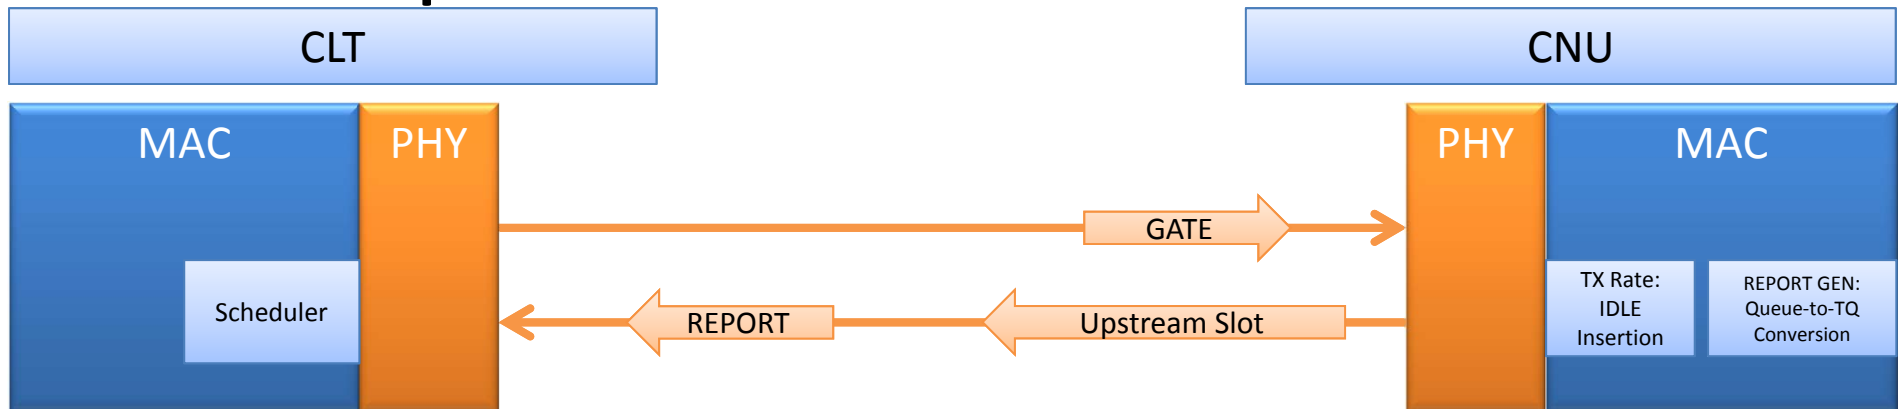 CLT
CNU
MAC
PHY
PHY
MAC
GATE
Scheduler
REPORT
Upstream Slot
TX Rate:
IDLE
Insertion
REPORT GEN:
Queue-to-TQ
Conversion